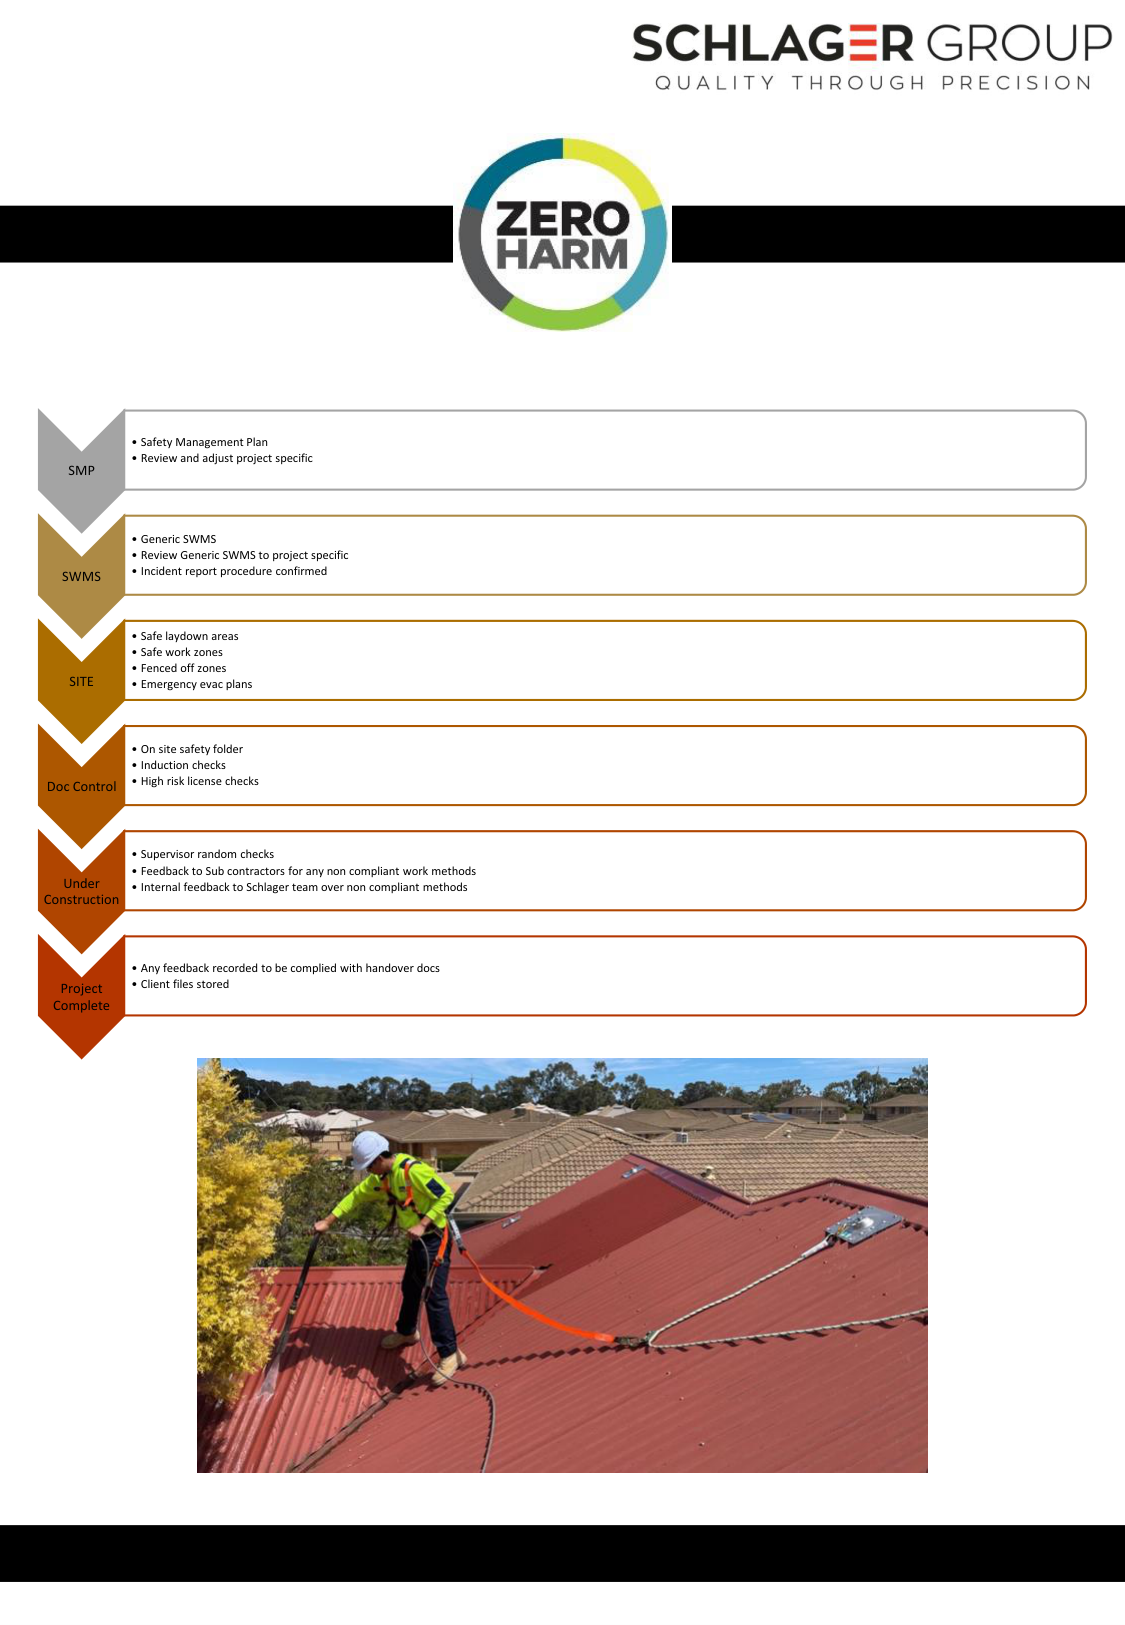 SCHLAGER GROUP
QUALITY THROUGH PRECISION
ZERO
HARM
SMP
• Safety Management Plan
• Review and adjust project specific
SWMS
• Generic SWMS
• Review Generic SWMS to project specific
• Incident report procedure confirmed
SITE
• Safe laydown areas
• Safe work zones
• Fenced off zones
• Emergency evac plans
Doc Control
• On site safety folder
• Induction checks
• High risk license checks
Under
Construction
• Supervisor random checks
• Feedback to Sub contractors for any non compliant work methods
• Internal feedback to Schlager team over non compliant methods
Project
Complete
• Any feedback recorded to be complied with handover docs
• Client files stored